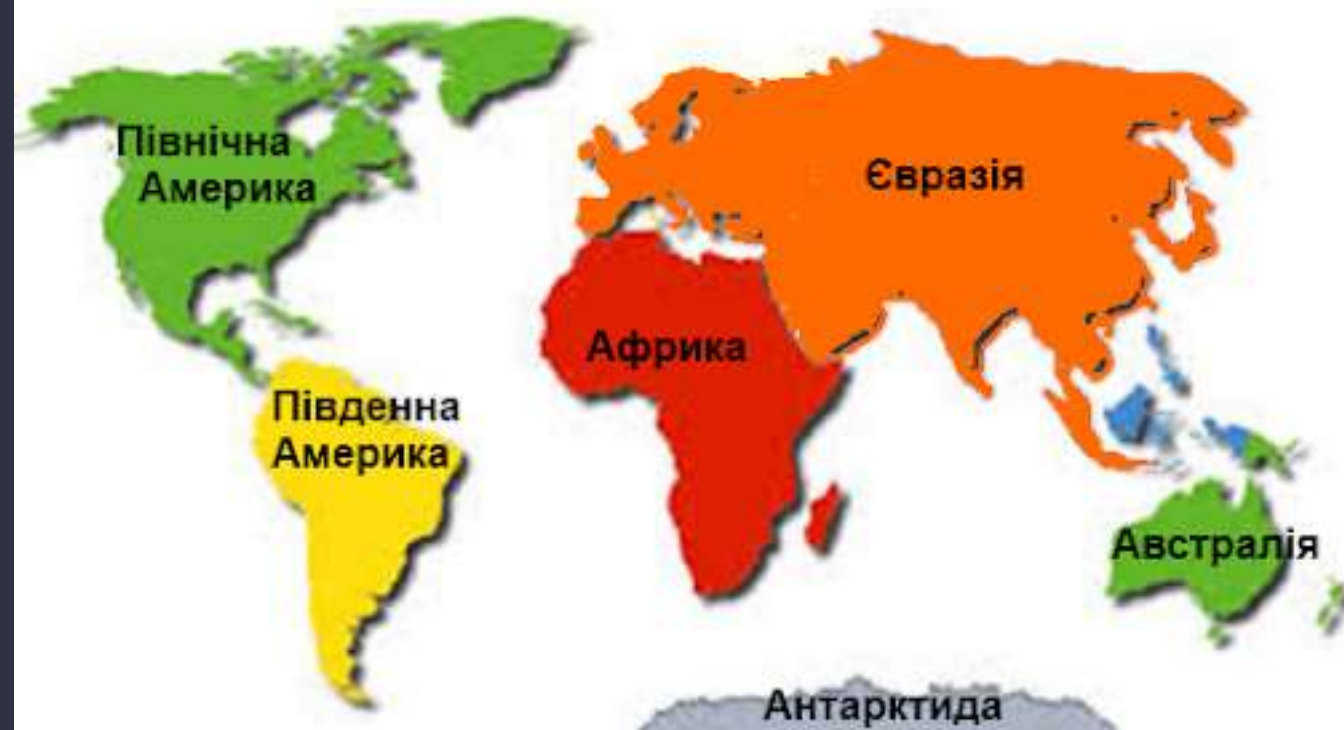 Північна
Америка
Євразія
Африка
Південна
Америка
Австралія
Антарктида